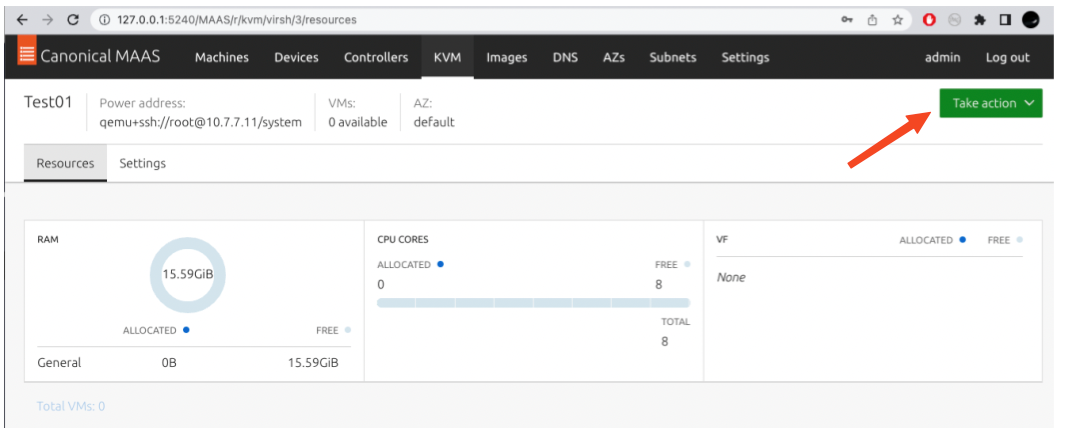 127.0.0.1:5240/MAAS/r/kvm/virsh/3/resources
Canonical MAAS Machines Devices Controllers KVM Images DNS AZs Subnets Settings admin Log out
Test01 Power address: VMs: AZ: Take action
qemu+ssh://root@10.7.7.11/system 0 available default
Resources Settings
RAM CPU CORES VF ALLOCATED FREE
ALLOCATED FREE
15.59GiB 0 8 None
ALLOCATED FREE TOTAL
8
General 0B 15.59GiB
Total VMs: 0